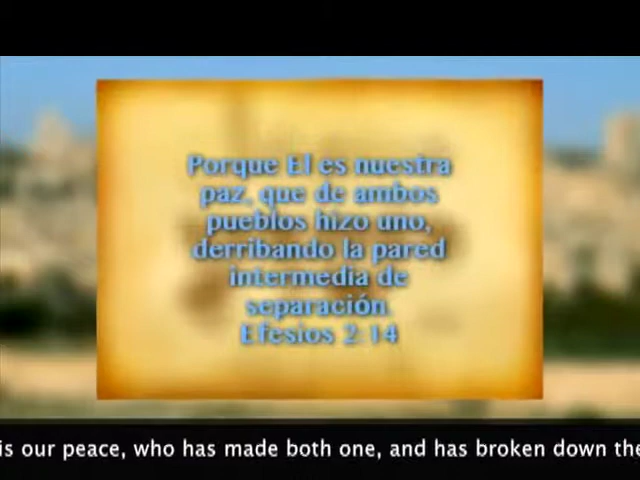 Porque El es nuestra
paz, que de ambos
pueblos hizo uno,
derribando la pared
intermedia de
separación.
Efesios 2:14
is our peace, who has made both one, and has broken down the